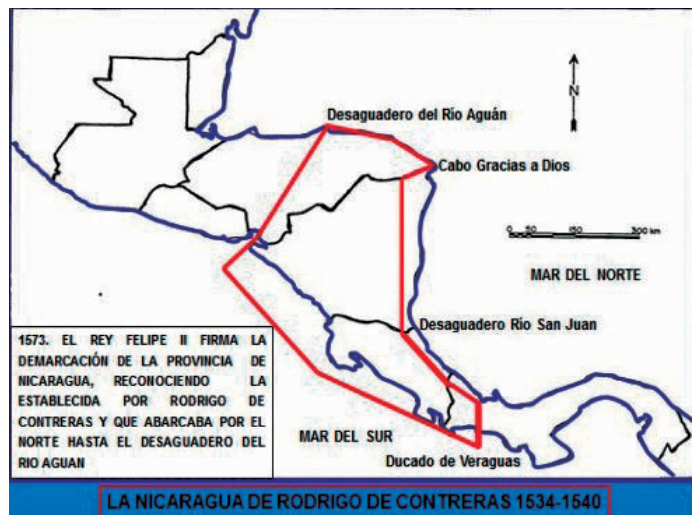 Desaguadero del Río Aguán
N
Cabo Gracias a Dios
0 50 150 300 km
MAR DEL NORTE
Desaguadero Río San Juan
1573. EL REY FELIPE II FIRMA LA
DEMARCACIÓN DE LA PROVINCIA DE
NICARAGUA, RECONOCIENDO LA
ESTABLECIDA POR RODRIGO DE
CONTRERAS Y QUE ABARCABA POR EL
NORTE HASTA EL DESAGUADERO DEL
RIO AGUAN
MAR DEL SUR
Ducado de Veraguas
LA NICARAGUA DE RODRIGO DE CONTRERAS 1534-1540